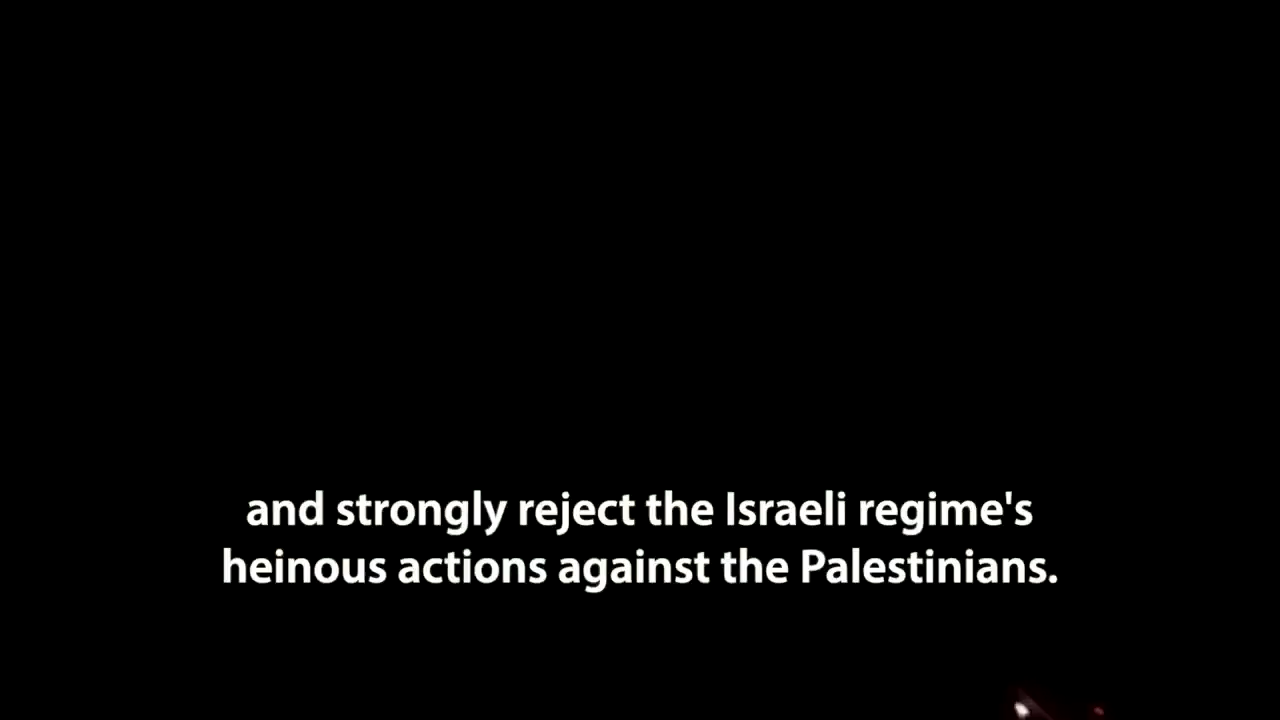 and strongly reject the Israeli regime's
heinous actions against the Palestinians.